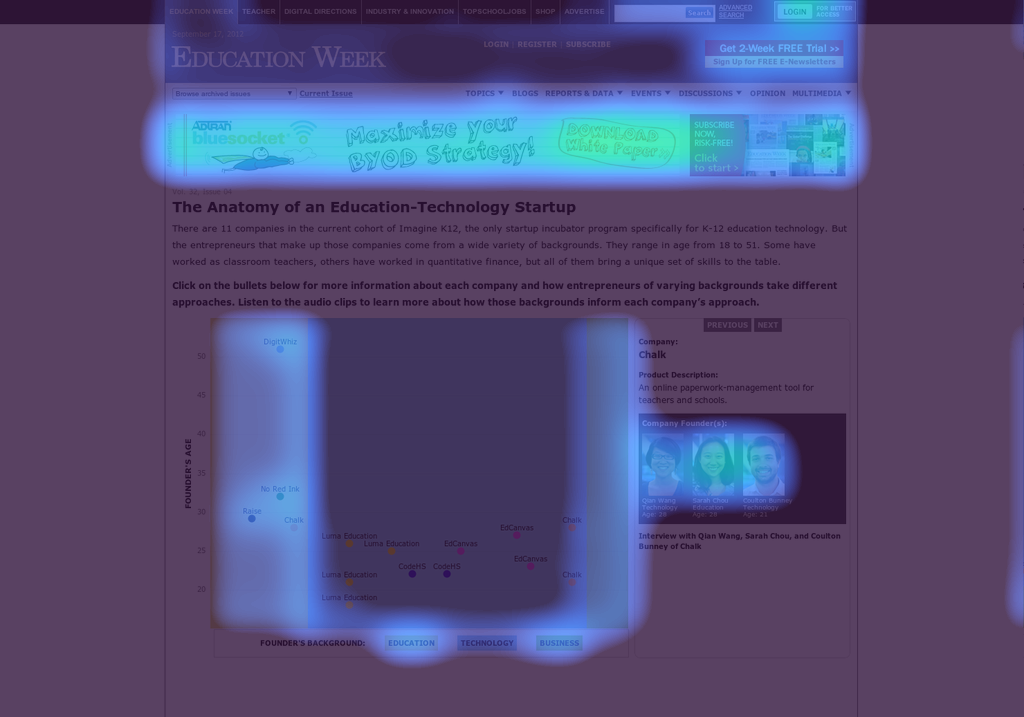 EDUCATION WEEK TEACHER DIGITAL DIRECTIONS INDUSTRY & INNOVATION TOPSCHOOLJOBS SHOP ADVERTISE Search ADVANCED SEARCH LOGIN FOR BETTER ACCESS
September 17, 2012
EDUCATION WEEK
LOGIN | REGISTER | SUBSCRIBE
Get 2-Week FREE Trial >>
Sign Up for FREE E-Newsletters
Browse archived issues Current Issue TOPICS BLOGS REPORTS & DATA EVENTS DISCUSSIONS OPINION MULTIMEDIA
ADTRAN
bluesocket
Maximize your
BYOD Strategy!
DOWNLOAD
White Paper>>
SUBSCRIBE
NOW,
RISK-FREE!
Click
to start >
The Anatomy of an Education-Technology Startup
There are 11 companies in the current cohort of Imagine K12, the only startup incubator program specifically for K-12 education technology. But
the entrepreneurs that make up those companies come from a wide variety of backgrounds. They range in age from 18 to 51. Some have
worked as classroom teachers, others have worked in quantitative finance, but all of them bring a unique set of skills to the table.
Click on the bullets below for more information about each company and how entrepreneurs of varying backgrounds take different
approaches. Listen to the audio clips to learn more about how those backgrounds inform each company's approach.
FOUNDER'S AGE
50
45
40
35
30
25
20
DigitWhiz
No Red Ink
Raise
Chalk
Luma Education
Luma Education
EdCanvas
EdCanvas
Chalk
CodeHS
CodeHS
EdCanvas
Luma Education
Chalk
Luma Education
FOUNDER'S BACKGROUND: EDUCATION TECHNOLOGY BUSINESS
PREVIOUS NEXT
Company:
Chalk
Product Description:
An online paperwork-management tool for
teachers and schools.
Company Founder(s):
Qian Wang
Technology
Age: 28
Sarah Chou
Education
Age: 28
Coulton Bunney
Technology
Age: 21
Interview with Qian Wang, Sarah Chou, and Coulton
Bunney of Chalk